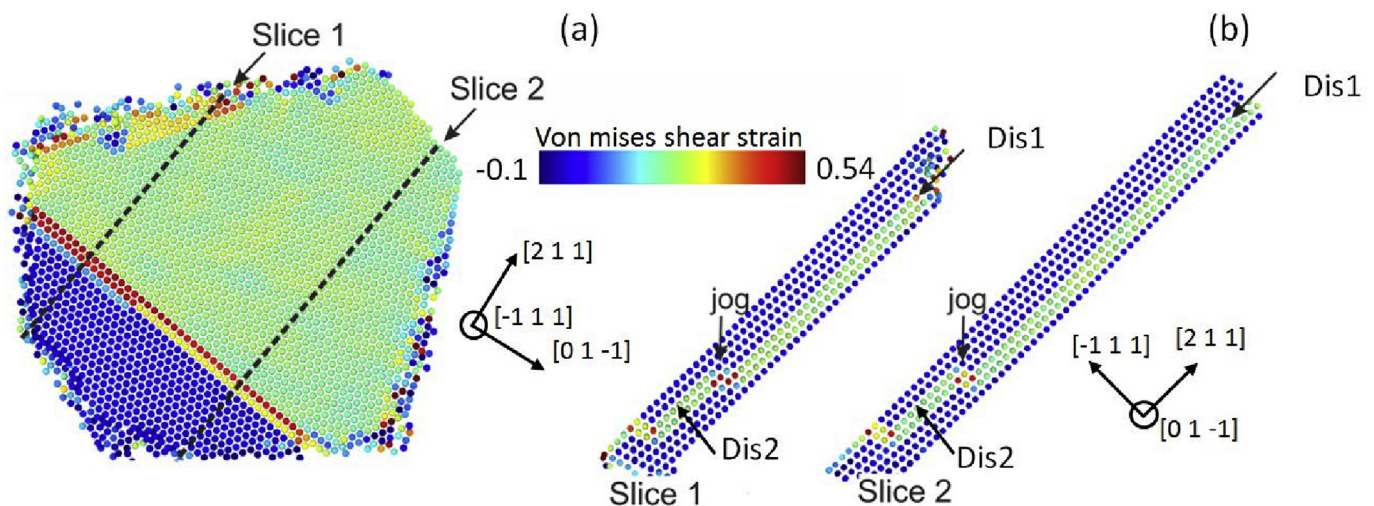 (a)
(b)
Slice 1
Slice 2
Von mises shear strain
-0.1
0.54
Dis1
Dis1
[2 1 1]
[-1 1 1]
[0 1 -1]
jog
jog
[-1 1 1]
[2 1 1]
[0 1 -1]
Dis2
Dis2
Slice 1
Slice 2